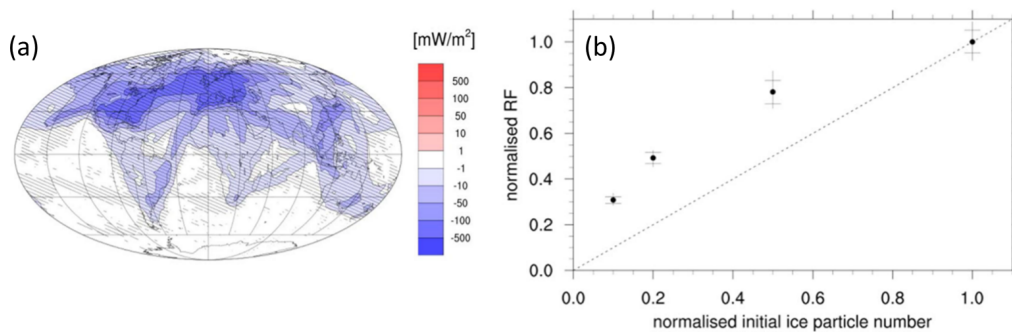 (a)
[mW/m²]
500
100
50
10
1
-1
-10
-50
-100
-500
(b)
normalised RF
1.0
0.8
0.6
0.4
0.2
0.0
0.0 0.2 0.4 0.6 0.8 1.0
normalised initial ice particle number